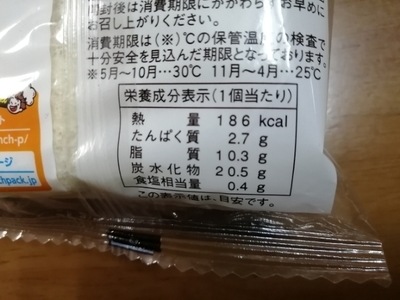 開封後は消費期限にかかわらずお早めに
お召し上がりください。
消費期限は(※)℃の保管温度の検査で
十分安全を見込んだ期限となっております。
※5月〜10月…30℃ 11月〜4月…25℃
栄養成分表示(1個当たり)
熱量 186 kcal
たんぱく質 2.7 g
脂質 10.3 g
炭水化物 20.5 g
食塩相当量 0.4 g
この表示値は、目安です。
ト
nch-p/
ージ
chpack.jp